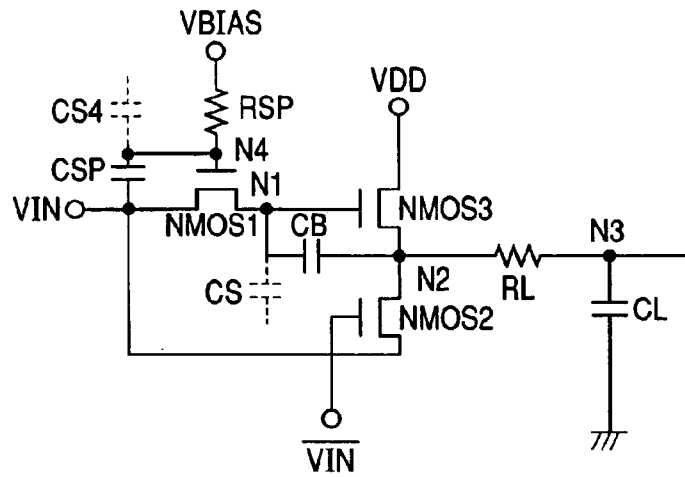 VBIAS
VDD
CS4
RSP
CSP
N4
VIN
N1
NMOS1
NMOS3
CB
N3
CS
N2
RL
NMOS2
CL
VIN